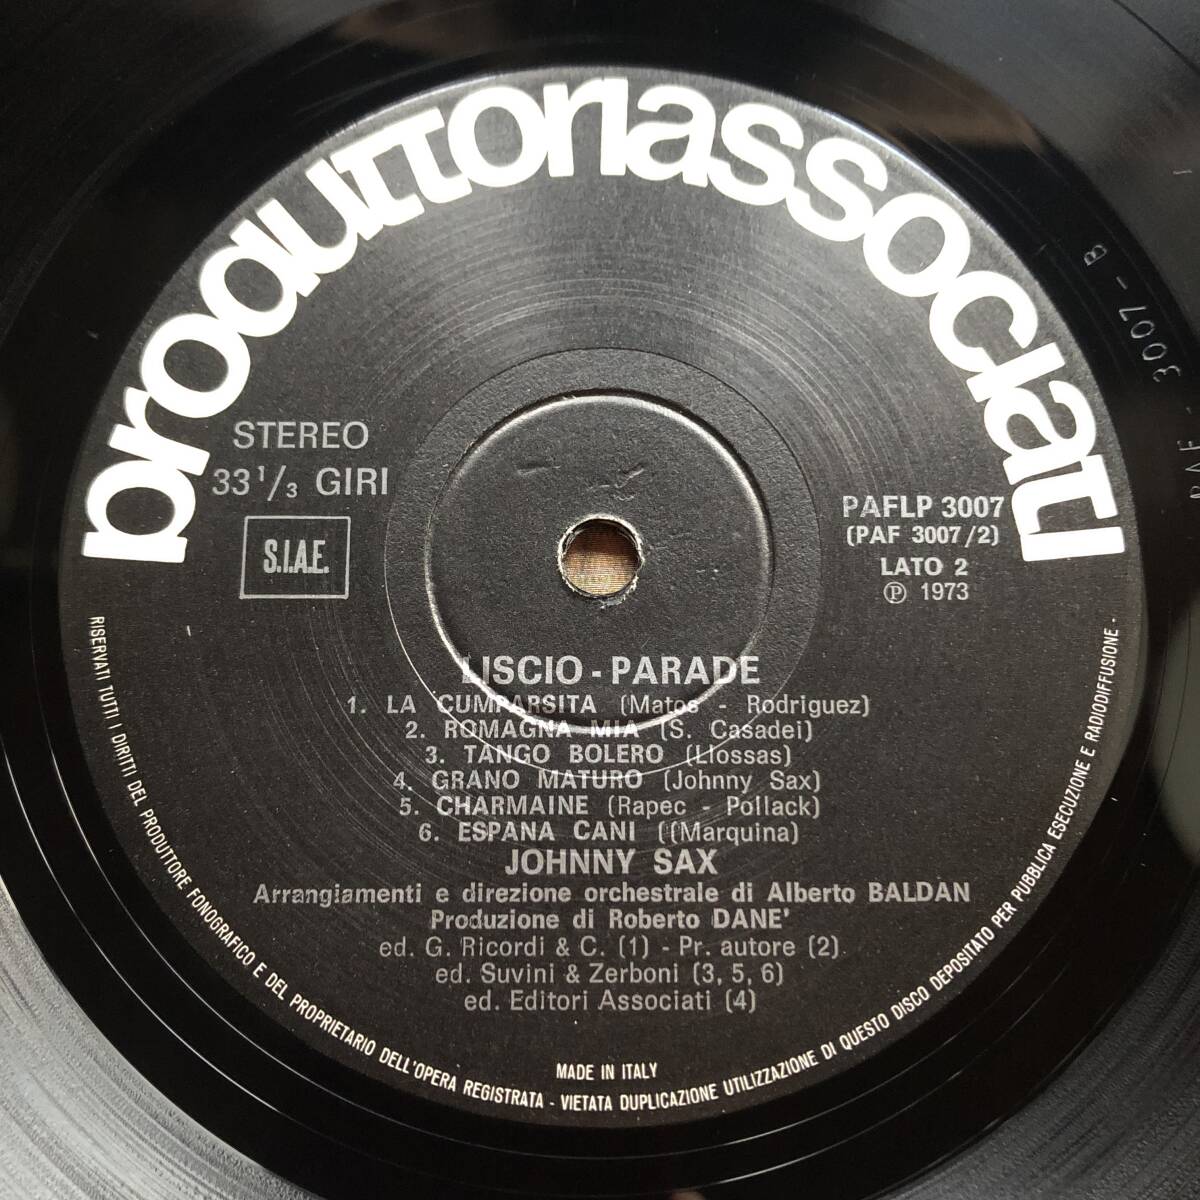 produttoriassociati
STEREO
33 1/3 GIRI
S.I.A.E.
PAFLP 3007
(PAF 3007/2)
LATO 2
℗ 1973
LISCIO - PARADE
1. LA CUMPARSITA (Matos - Rodriguez)
2. ROMAGNA MIA (S. Casadei)
3. TANGO BOLERO (Llossas)
4. GRANO MATURO (Johnny Sax)
5. CHARMAINE (Rapec - Pollack)
6. ESPANA CANI ((Marquina)
JOHNNY SAX
Arrangiamenti e direzione orchestrale di Alberto BALDAN
Produzione di Roberto DANE'
ed. G. Ricordi & C. (1) - Pr. autore (2)
ed. Suvini & Zerboni (3, 5, 6)
ed. Editori Associati (4)
MADE IN ITALY
RISERVATI TUTTI I DIRITTI DEL PRODUTTORE FONOGRAFICO E DEL PROPRIETARIO DELL'OPERA REGISTRATA - VIETATA DUPLICAZIONE UTILIZZAZIONE DI QUESTO DISCO DEPOSITATO PER PUBBLICA ESECUZIONE E RADIODIFFUSIONE -
PAF - 3007 - B